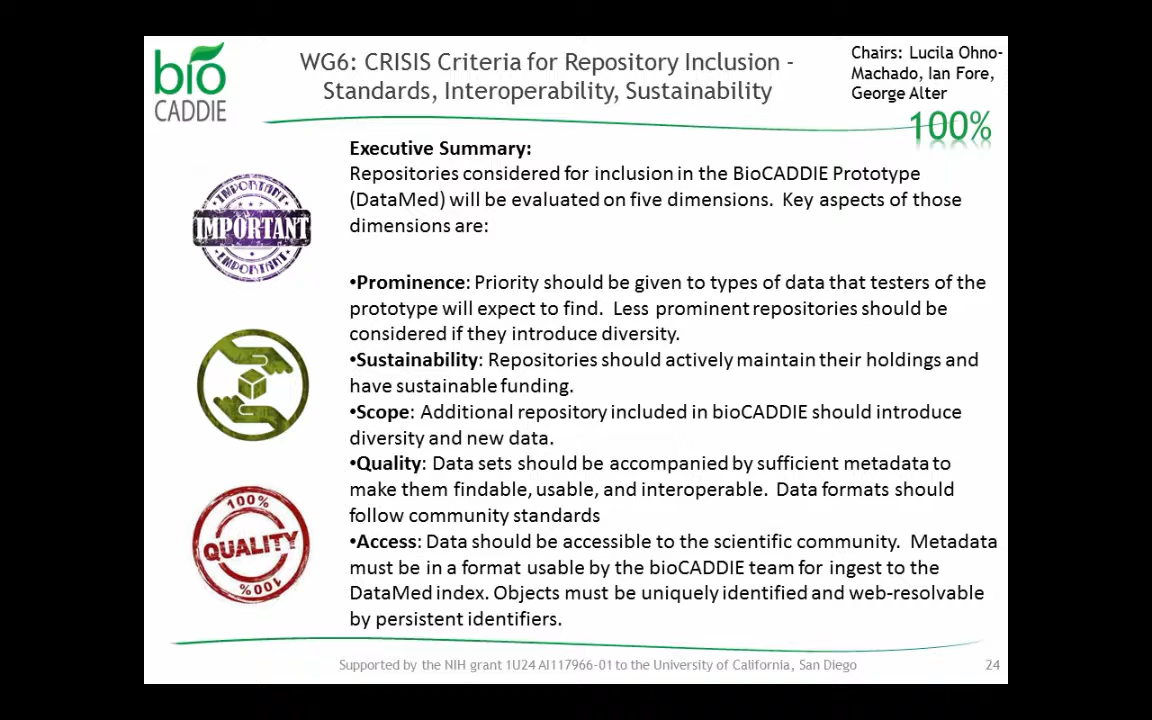 bio
CADDIE
WG6: CRISIS Criteria for Repository Inclusion -
Standards, Interoperability, Sustainability
Chairs: Lucila Ohno-
Machado, Ian Fore,
George Alter
100%
Executive Summary:
Repositories considered for inclusion in the BioCADDIE Prototype
(DataMed) will be evaluated on five dimensions.  Key aspects of those
dimensions are:
IMPORTANT
IMPORTANT
IMPORTANT
•Prominence: Priority should be given to types of data that testers of the
prototype will expect to find.  Less prominent repositories should be
considered if they introduce diversity.
•Sustainability: Repositories should actively maintain their holdings and
have sustainable funding.
•Scope: Additional repository included in bioCADDIE should introduce
diversity and new data.
•Quality: Data sets should be accompanied by sufficient metadata to
make them findable, usable, and interoperable.  Data formats should
follow community standards
100%
QUALITY
100%
•Access: Data should be accessible to the scientific community.  Metadata
must be in a format usable by the bioCADDIE team for ingest to the
DataMed index. Objects must be uniquely identified and web-resolvable
by persistent identifiers.
Supported by the NIH grant 1U24 AI117966-01 to the University of California, San Diego
24